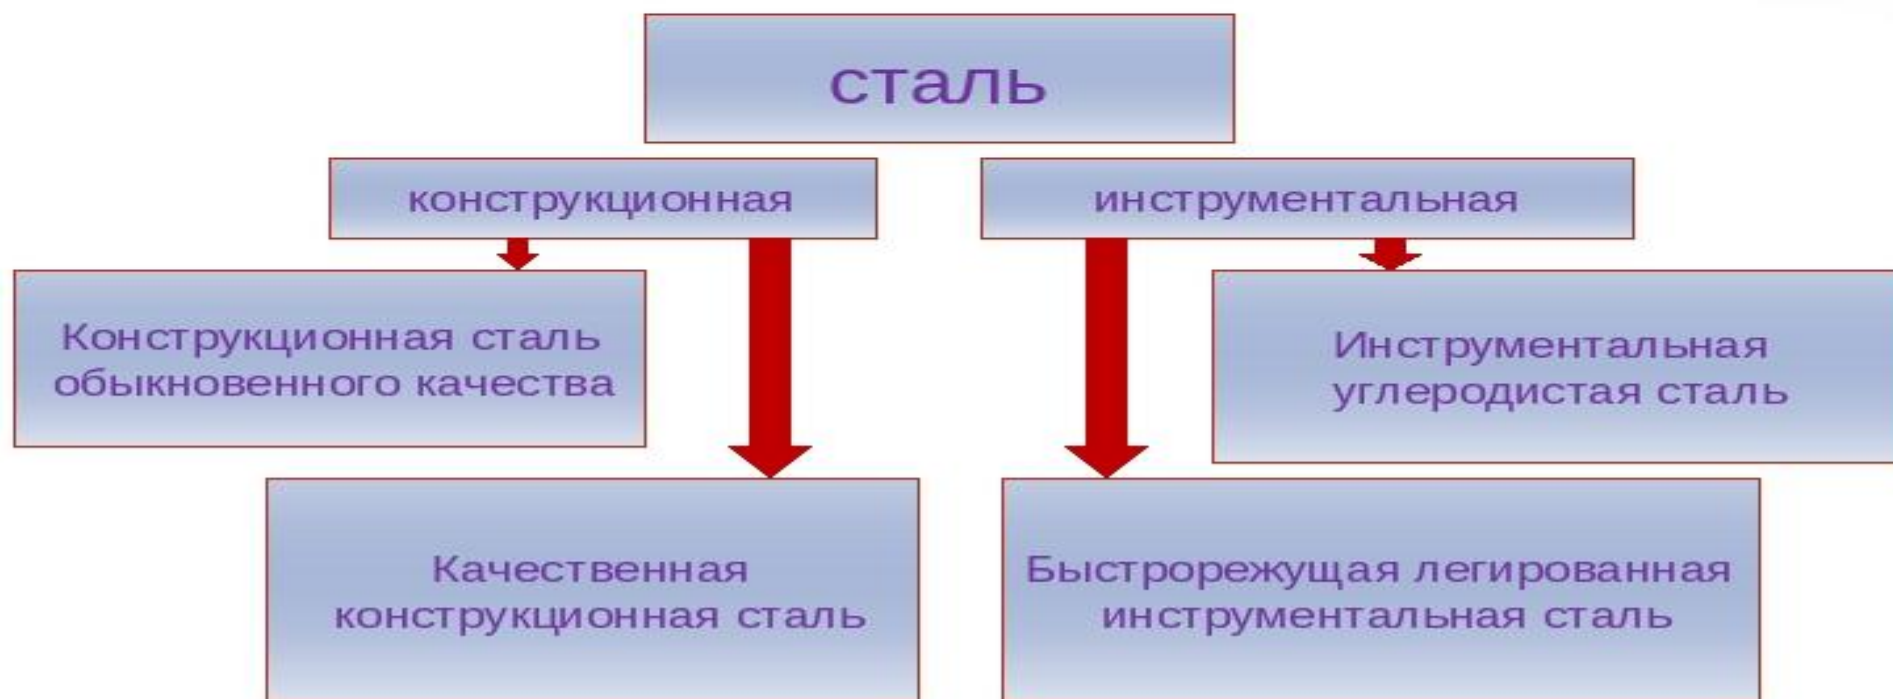 сталь
конструкционная
инструментальная
Конструкционная сталь
обыкновенного качества
Инструментальная
углеродистая сталь
Качественная
конструкционная сталь
Быстрорежущая легированная
инструментальная сталь